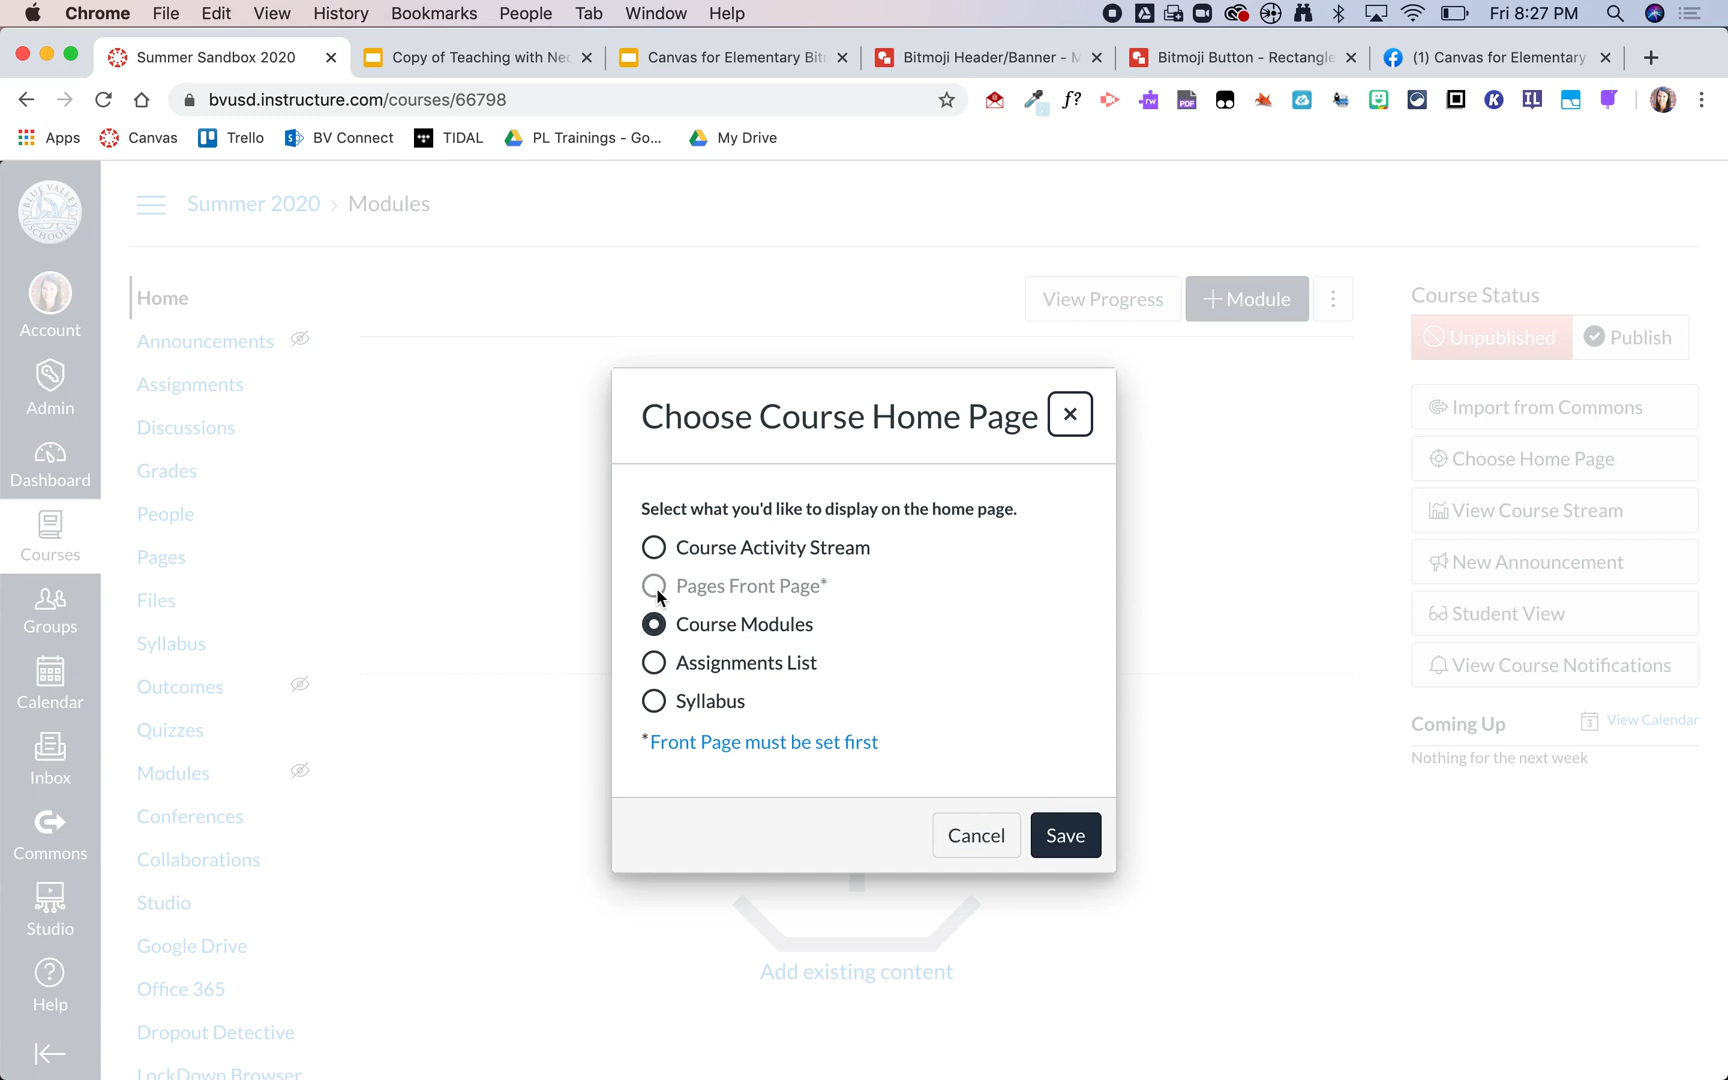 Chrome File Edit View History Bookmarks People Tab Window Help Fri 8:27 PM
Summer Sandbox 2020 Copy of Teaching with Canvas for Elementary Bitmoji Header/Banner - Bitmoji Button - Rectangle (1) Canvas for Elementary
bvusd.instructure.com/courses/66798
Apps Canvas Trello BV Connect TIDAL PL Trainings - Go... My Drive
BLUE VALLEY SCHOOLS
Account
Admin
Dashboard
Courses
Groups
Calendar
3
Inbox
Commons
Studio
Help
Summer 2020 > Modules
Home
Announcements
Assignments
Discussions
Grades
People
Pages
Files
Syllabus
Outcomes
Quizzes
Modules
Conferences
Collaborations
Studio
Google Drive
Office 365
Dropout Detective
LockDown Browser
View Progress +Module
Choose Course Home Page
Select what you'd like to display on the home page.
Course Activity Stream
Pages Front Page*
Course Modules
Assignments List
Syllabus
*Front Page must be set first
Cancel Save
Add existing content
Course Status
Unpublished Publish
Import from Commons
Choose Home Page
View Course Stream
New Announcement
Student View
View Course Notifications
Coming Up 3 View Calendar
Nothing for the next week